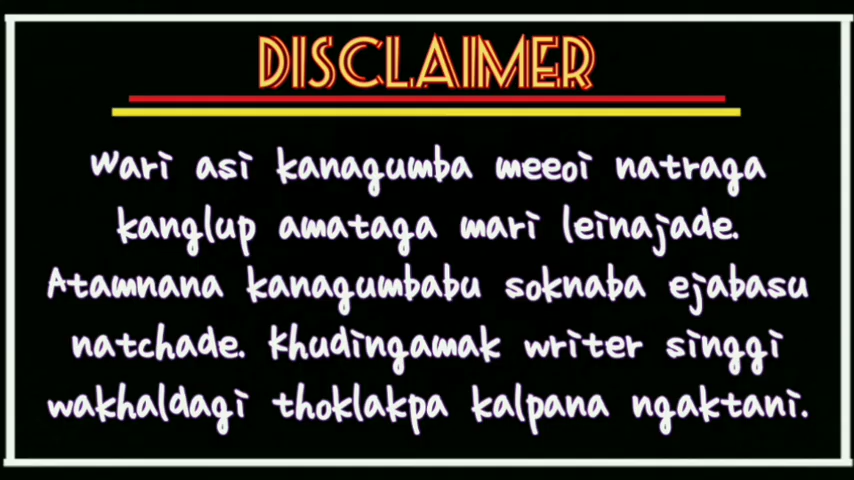 DISCLAIMER
Wari asi kanagumba meeoi natraga
kanglup amataga mari leinajade.
Atamnana kanagumbabu soknaba ejabasu
natchade. Khudingamak writer singgi
wakhaldagi thoklakpa kalpana ngaktani.